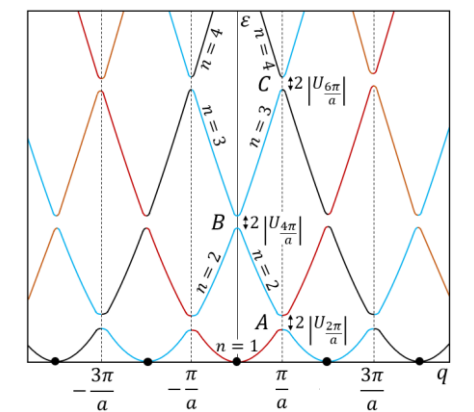 ε
n = 4
n = 4
C
2 |U_{6π/a}|
n = 3
n = 3
B
2 |U_{4π/a}|
n = 2
n = 2
A
2 |U_{2π/a}|
n = 1
− 3π/a
− π/a
π/a
3π/a
q